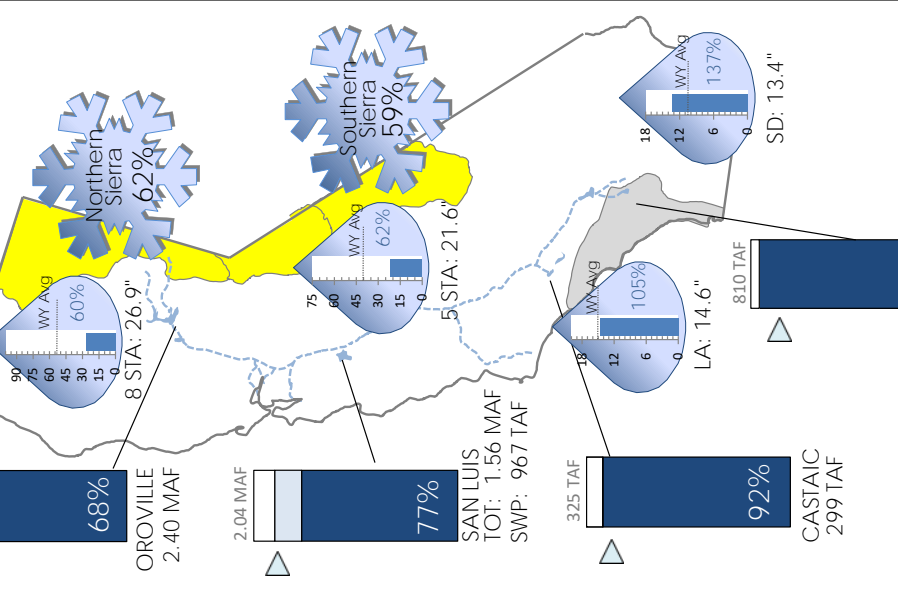 Northern
Sierra
62%
Southern
Sierra
59%
WY Avg
60%
90
75
60
45
30
15
0
8 STA: 26.9"
WY Avg
62%
75
60
45
30
15
0
5 STA: 21.6"
WY Avg
137%
18
12
6
0
SD: 13.4"
WY Avg
105%
18
12
6
0
LA: 14.6"
68%
OROVILLE
2.40 MAF
2.04 MAF
77%
SAN LUIS
TOT: 1.56 MAF
SWP: 967 TAF
325 TAF
92%
CASTAIC
299 TAF
810 TAF